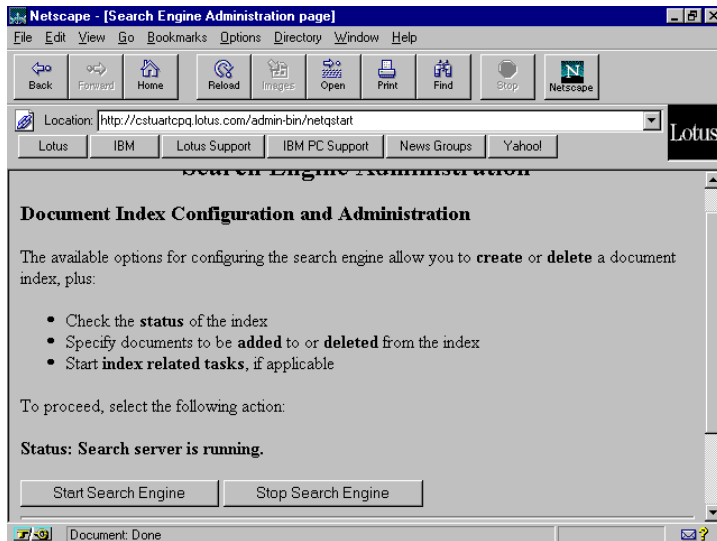 Netscape - [Search Engine Administration page]
File Edit View Go Bookmarks Options Directory Window Help
Back Forward Home Reload Images Open Print Find Stop Netscape
Location: http://cstuartcpq.lotus.com/admin-bin/netqstart
Lotus
Lotus IBM Lotus Support IBM PC Support News Groups Yahoo!
Search Engine Administration
Document Index Configuration and Administration
The available options for configuring the search engine allow you to create or delete a document
index, plus:
Check the status of the index
Specify documents to be added to or deleted from the index
Start index related tasks, if applicable
To proceed, select the following action:
Status: Search server is running.
Start Search Engine Stop Search Engine
Document: Done